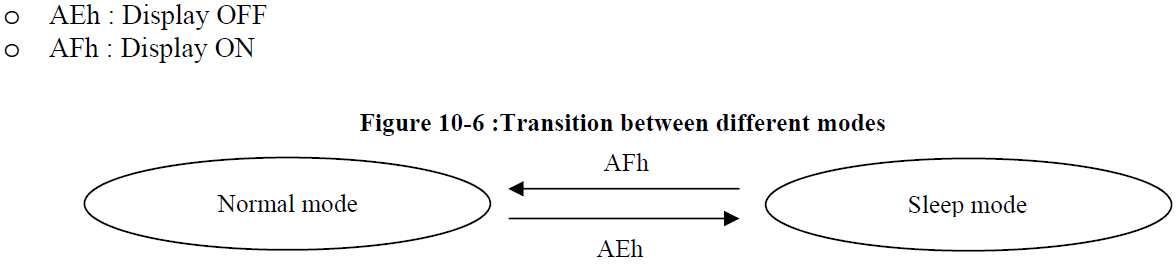 o AEh : Display OFF
o AFh : Display ON
Figure 10-6 :Transition between different modes
AFh
Normal mode
Sleep mode
AEh